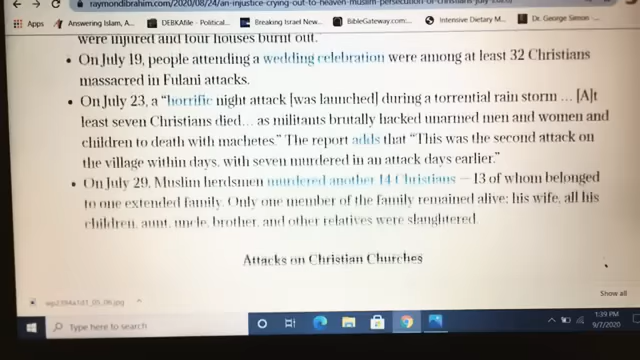 raymondibrahim.com/2020/08/24/an-injustice-crying-out-to-heaven-muslim-persecution-of-christians-july-2020/
Apps Answering Islam, A... DEBKAfile - Political... Breaking Israel New... BibleGateway.com: Intensive Dietary M... Dr. George Simon -...
were injured and four houses burnt out.
• On July 19, people attending a wedding celebration were among at least 32 Christians
massacred in Fulani attacks.
• On July 23, a “horrific night attack [was launched] during a torrential rain storm … [A]t
least seven Christians died… as militants brutally hacked unarmed men and women and
children to death with machetes.” The report adds that “This was the second attack on
the village within days, with seven murdered in an attack days earlier.”
• On July 29, Muslim herdsmen murdered another 14 Christians — 13 of whom belonged
to one extended family. Only one member of the family remained alive; his wife, all his
children, aunt, uncle, brother, and other relatives were slaughtered.
Attacks on Christian Churches
Show all
Type here to search
1:39 PM
9/7/2020